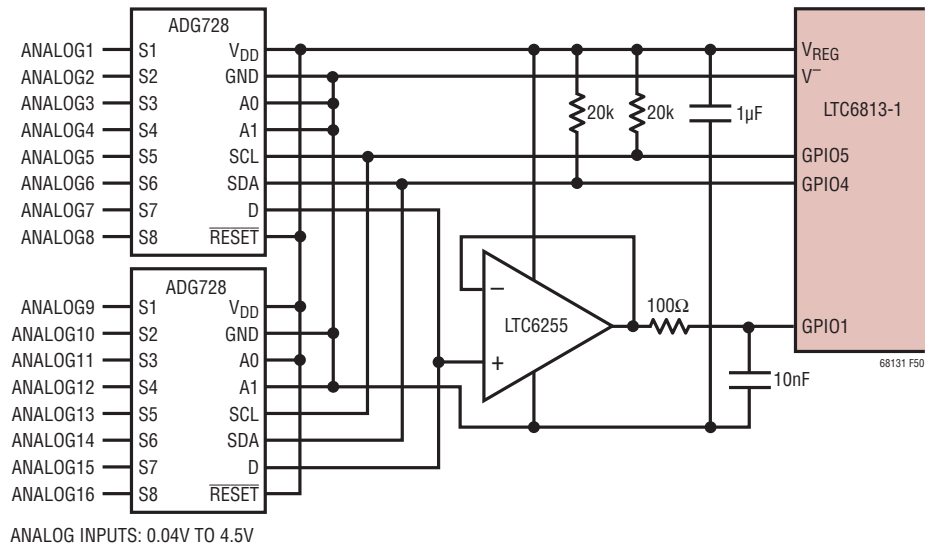 ADG728
ANALOG1 S1 VDD
ANALOG2 S2 GND
ANALOG3 S3 A0
ANALOG4 S4 A1
ANALOG5 S5 SCL
ANALOG6 S6 SDA
ANALOG7 S7 D
ANALOG8 S8 RESET
ADG728
ANALOG9 S1 VDD
ANALOG10 S2 GND
ANALOG11 S3 A0
ANALOG12 S4 A1
ANALOG13 S5 SCL
ANALOG14 S6 SDA
ANALOG15 S7 D
ANALOG16 S8 RESET
20k
20k
1µF
−
+
LTC6255
100Ω
10nF
VREG
V−
LTC6813-1
GPIO5
GPIO4
GPIO1
68131 F50
ANALOG INPUTS: 0.04V TO 4.5V